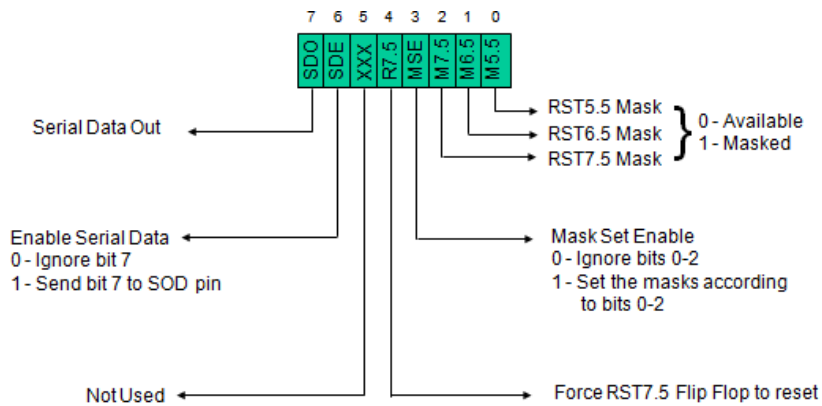 7 6 5 4 3 2 1 0
SDO SDE XXX R7.5 MSE M7.5 M6.5 M5.5
Serial Data Out
RST5.5 Mask
RST6.5 Mask
RST7.5 Mask
0 - Available
1 - Masked
Enable Serial Data
0 - Ignore bit 7
1 - Send bit 7 to SOD pin
Mask Set Enable
0 - Ignore bits 0-2
1 - Set the masks according
to bits 0-2
Not Used
Force RST7.5 Flip Flop to reset